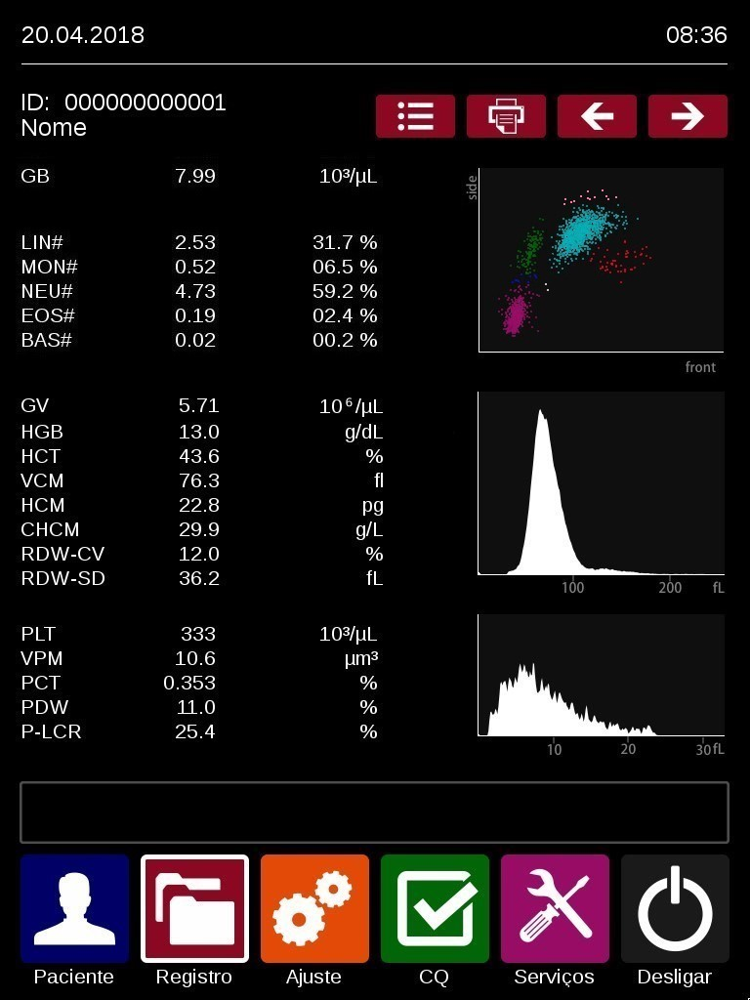 20.04.2018 08:36
ID: 000000000001
Nome
GB 7.99 10³/µL
side
LIN# 2.53 31.7 %
MON# 0.52 06.5 %
NEU# 4.73 59.2 %
EOS# 0.19 02.4 %
BAS# 0.02 00.2 %
front
GV 5.71 10⁶/µL
HGB 13.0 g/dL
HCT 43.6 %
VCM 76.3 fl
HCM 22.8 pg
CHCM 29.9 g/L
RDW-CV 12.0 %
RDW-SD 36.2 fL
100 200 fL
PLT 333 10³/µL
VPM 10.6 µm³
PCT 0.353 %
PDW 11.0 %
P-LCR 25.4 %
10 20 30 fL
Paciente Registro Ajuste CQ Serviços Desligar